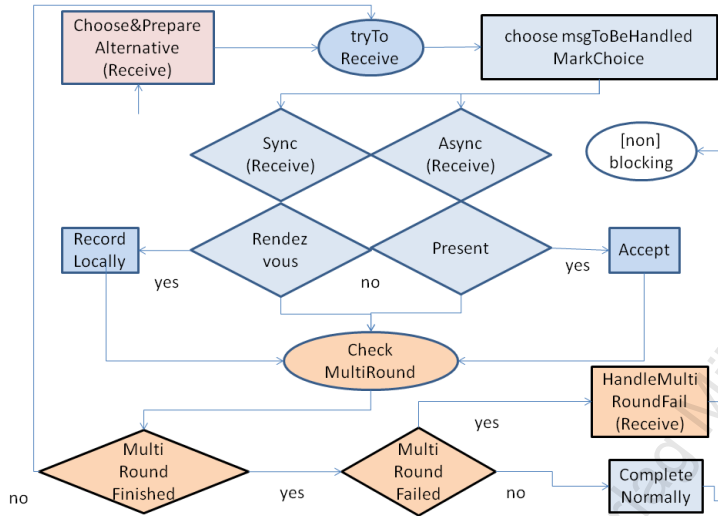 Choose&Prepare
Alternative
(Receive)
tryTo
Receive
choose msgToBeHandled
MarkChoice
Sync
(Receive)
Async
(Receive)
[non]
blocking
Record
Locally
Rendez
vous
Present
Accept
yes
no
yes
Check
MultiRound
HandleMulti
RoundFail
(Receive)
yes
Multi
Round
Finished
Multi
Round
Failed
Complete
Normally
no
yes
no